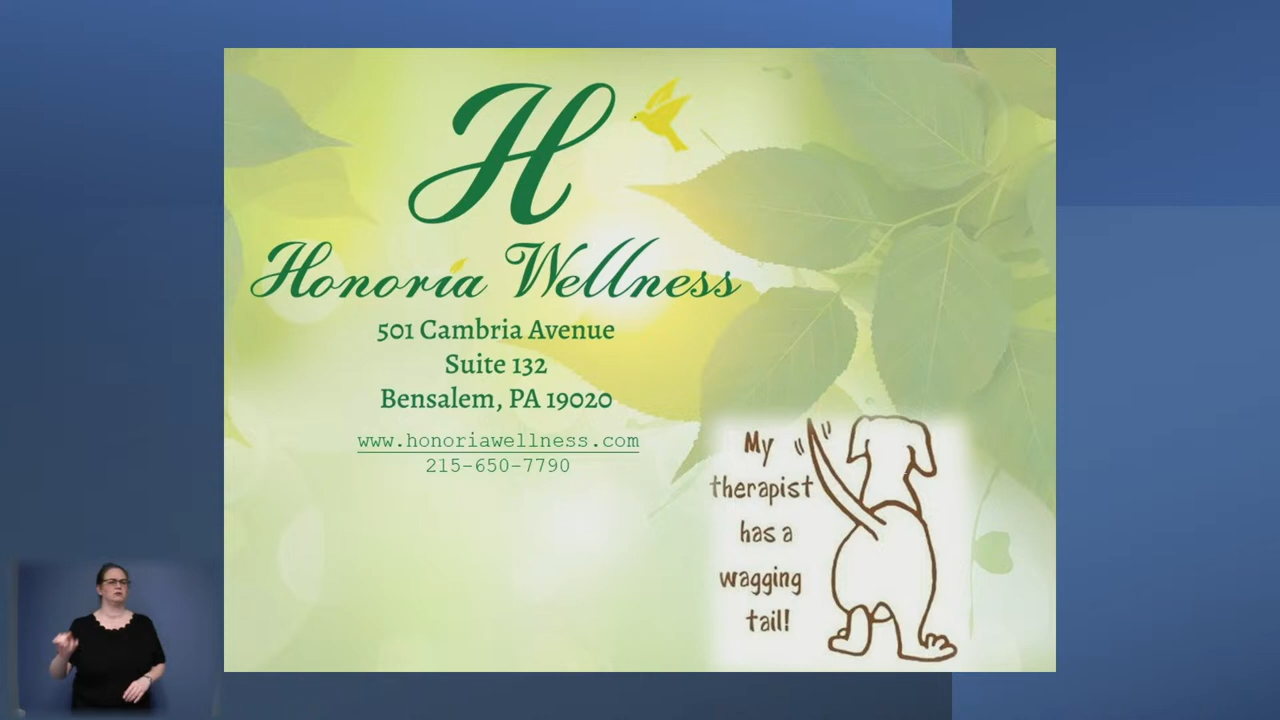 H
Honoria Wellness
501 Cambria Avenue
Suite 132
Bensalem, PA 19020
www.honoriawellness.com
215-650-7790
My
therapist
has a
wagging
tail!